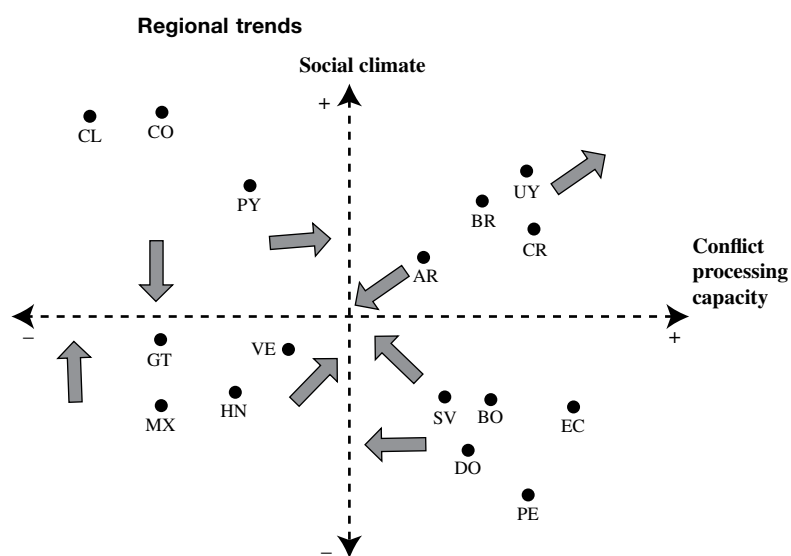 Regional trends
Social climate
+
CL
CO
PY
UY
BR
CR
AR
Conflict
processing
capacity
–
+
GT
VE
MX
HN
SV
BO
EC
DO
PE
–